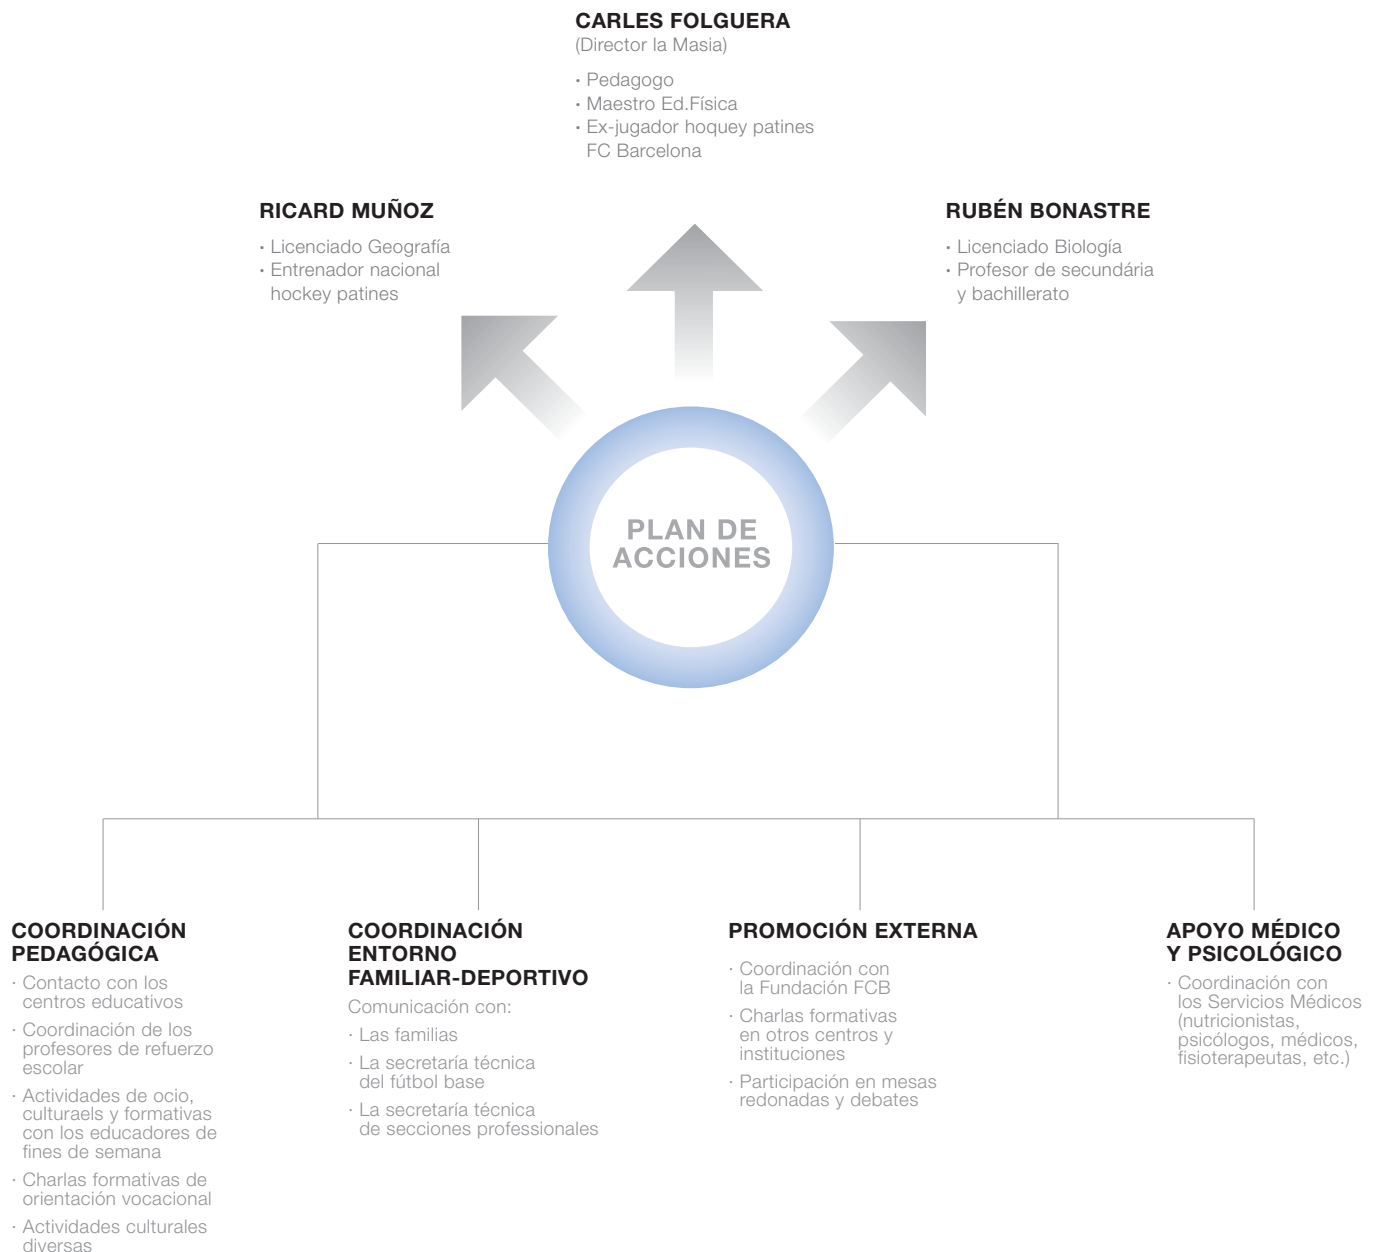 CARLES FOLGUERA
(Director la Masia)
· Pedagogo
· Maestro Ed.Física
· Ex-jugador hoquey patines
FC Barcelona
RICARD MUÑOZ
· Licenciado Geografía
· Entrenador nacional
hockey patines
RUBÉN BONASTRE
· Licenciado Biología
· Profesor de secundária
y bachillerato
PLAN DE
ACCIONES
COORDINACIÓN
PEDAGÓGICA
· Contacto con los
centros educativos
· Coordinación de los
profesores de refuerzo
escolar
· Actividades de ocio,
culturaels y formativas
con los educadores de
fines de semana
· Charlas formativas de
orientación vocacional
· Actividades culturales
diversas
COORDINACIÓN
ENTORNO
FAMILIAR-DEPORTIVO
Comunicación con:
· Las familias
· La secretaría técnica
del fútbol base
· La secretaría técnica
de secciones professionales
PROMOCIÓN EXTERNA
· Coordinación con
la Fundación FCB
· Charlas formativas
en otros centros y
instituciones
· Participación en mesas
redonadas y debates
APOYO MÉDICO
Y PSICOLÓGICO
· Coordinación con
los Servicios Médicos
(nutricionistas,
psicólogos, médicos,
fisioterapeutas, etc.)